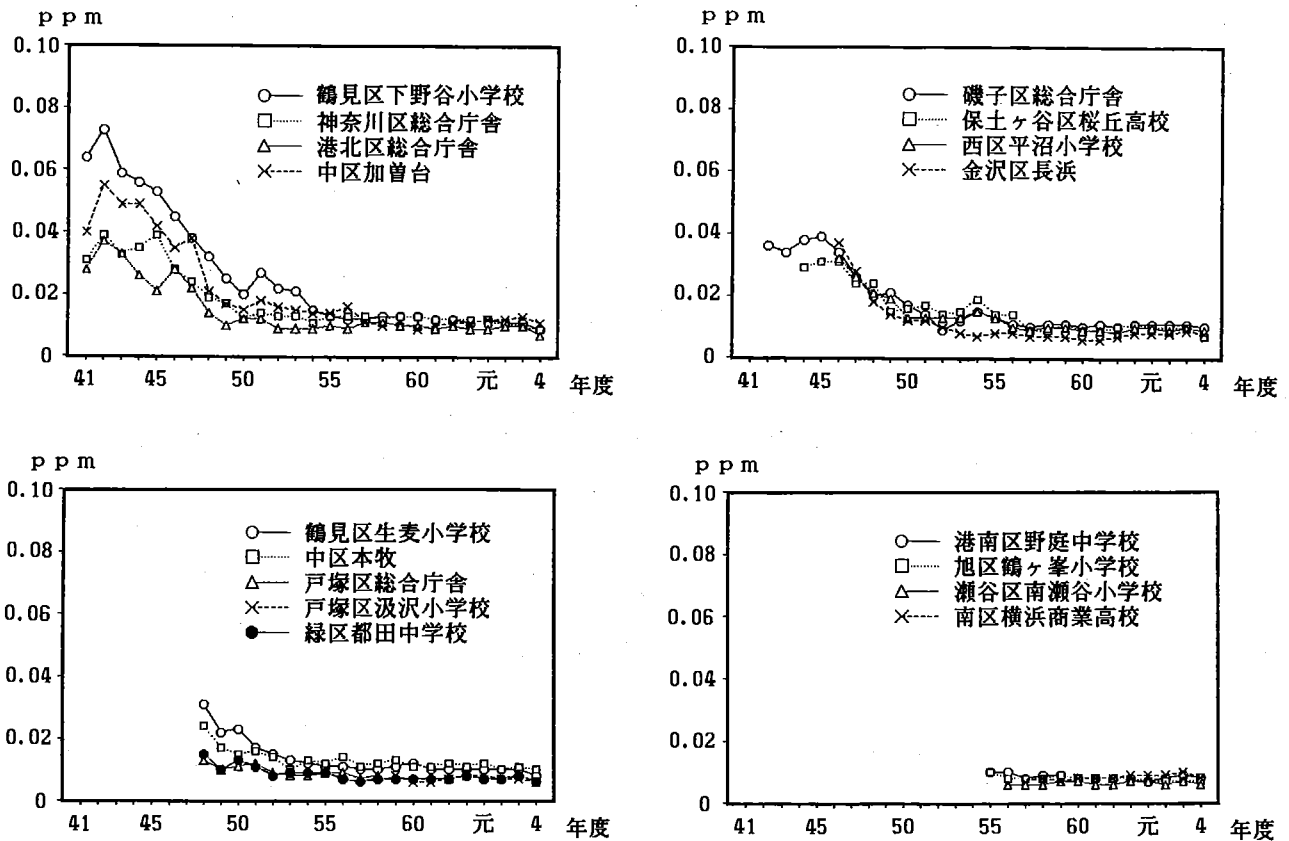 ppm
0.10
0.08
0.06
0.04
0.02
0
鶴見区下野谷小学校
神奈川区総合庁舎
港北区総合庁舎
中区加曽台
41 45 50 55 60 元 4 年度
ppm
0.10
0.08
0.06
0.04
0.02
0
磯子区総合庁舎
保土ヶ谷区桜丘高校
西区平沼小学校
金沢区長浜
41 45 50 55 60 元 4 年度
ppm
0.10
0.08
0.06
0.04
0.02
0
鶴見区生麦小学校
中区本牧
戸塚区総合庁舎
戸塚区汲沢小学校
緑区都田中学校
41 45 50 55 60 元 4 年度
ppm
0.10
0.08
0.06
0.04
0.02
0
港南区野庭中学校
旭区鶴ヶ峯小学校
瀬谷区南瀬谷小学校
南区横浜商業高校
41 45 50 55 60 元 4 年度